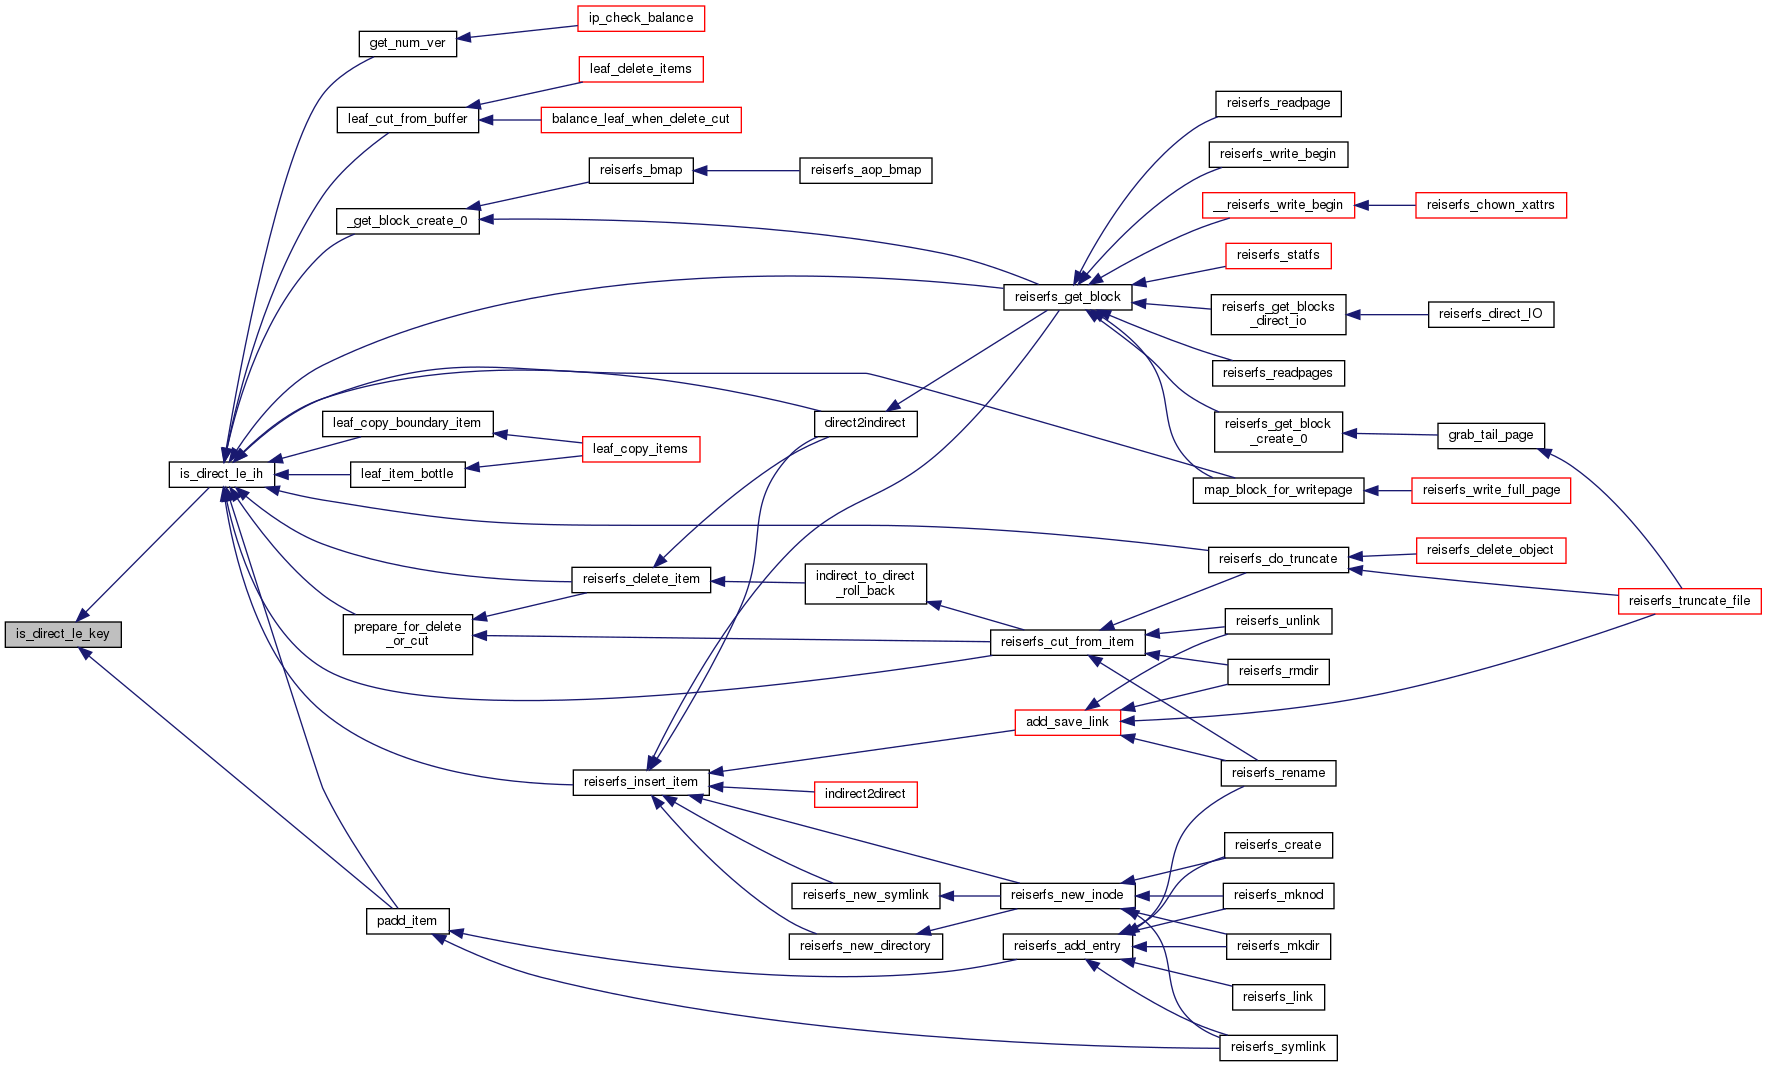 ip_check_balance
get_num_ver
leaf_delete_items
leaf_cut_from_buffer
balance_leaf_when_delete_cut
reiserfs_readpage
reiserfs_write_begin
reiserfs_bmap
reiserfs_aop_bmap
__reiserfs_write_begin
reiserfs_chown_xattrs
_get_block_create_0
reiserfs_statfs
reiserfs_get_block
reiserfs_get_blocks
_direct_io
reiserfs_direct_IO
reiserfs_readpages
leaf_copy_boundary_item
direct2indirect
reiserfs_get_block
_create_0
grab_tail_page
leaf_copy_items
is_direct_le_ih
leaf_item_bottle
map_block_for_writepage
reiserfs_write_full_page
reiserfs_do_truncate
reiserfs_delete_object
reiserfs_delete_item
indirect_to_direct
_roll_back
reiserfs_truncate_file
is_direct_le_key
prepare_for_delete
_or_cut
reiserfs_cut_from_item
reiserfs_unlink
reiserfs_rmdir
add_save_link
reiserfs_rename
reiserfs_insert_item
indirect2direct
reiserfs_create
reiserfs_new_symlink
reiserfs_new_inode
reiserfs_mknod
padd_item
reiserfs_new_directory
reiserfs_add_entry
reiserfs_mkdir
reiserfs_link
reiserfs_symlink